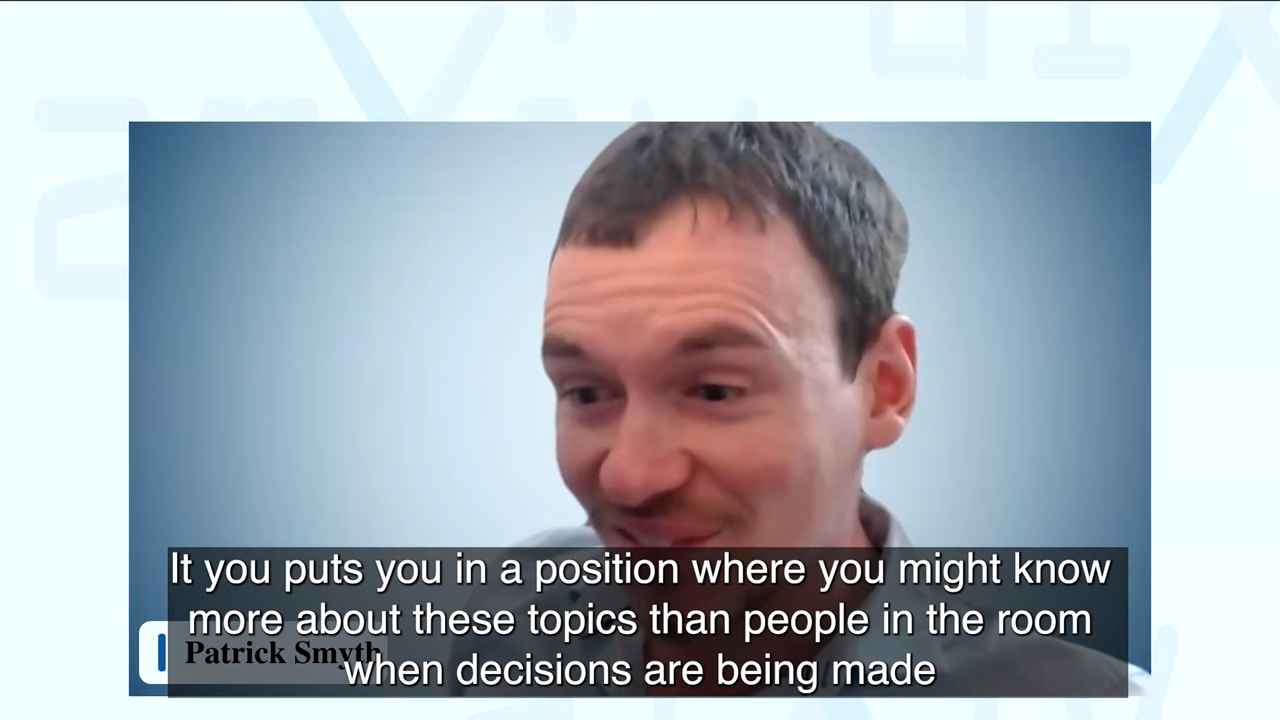 It you puts you in a position where you might know
more about these topics than people in the room
Patrick Smyth
when decisions are being made